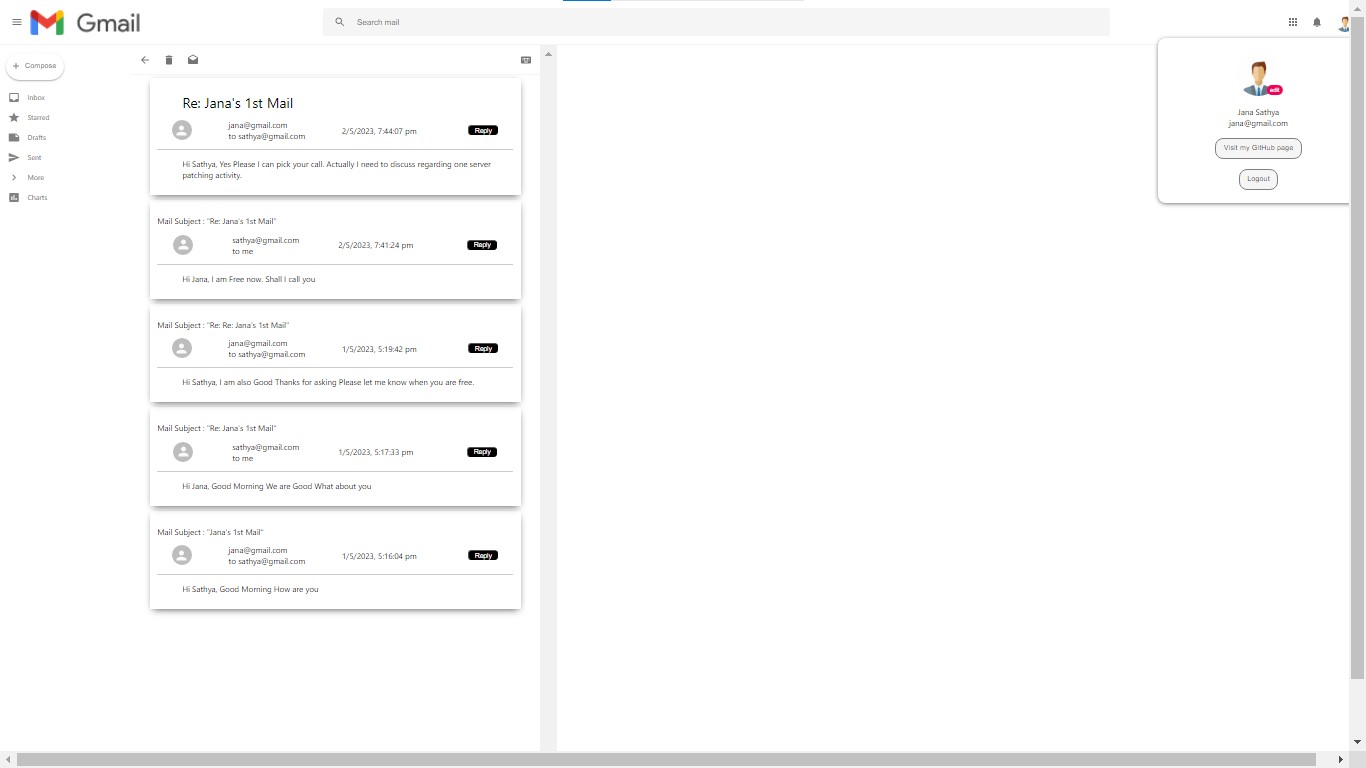 Gmail
Search mail
Compose
Inbox
Starred
Drafts
Sent
More
Charts
Re: Jana's 1st Mail
jana@gmail.com
to sathya@gmail.com
2/5/2023, 7:44:07 pm
Reply
Hi Sathya, Yes Please I can pick your call. Actually I need to discuss regarding one server
patching activity.
Mail Subject : "Re: Jana's 1st Mail"
sathya@gmail.com
to me
2/5/2023, 7:41:24 pm
Reply
Hi Jana, I am Free now. Shall I call you
Mail Subject : "Re: Re: Jana's 1st Mail"
jana@gmail.com
to sathya@gmail.com
1/5/2023, 5:19:42 pm
Reply
Hi Sathya, I am also Good Thanks for asking Please let me know when you are free.
Mail Subject : "Re: Jana's 1st Mail"
sathya@gmail.com
to me
1/5/2023, 5:17:33 pm
Reply
Hi Jana, Good Morning We are Good What about you
Mail Subject : "Jana's 1st Mail"
jana@gmail.com
to sathya@gmail.com
1/5/2023, 5:16:04 pm
Reply
Hi Sathya, Good Morning How are you
edit
Jana Sathya
jana@gmail.com
Visit my GitHub page
Logout